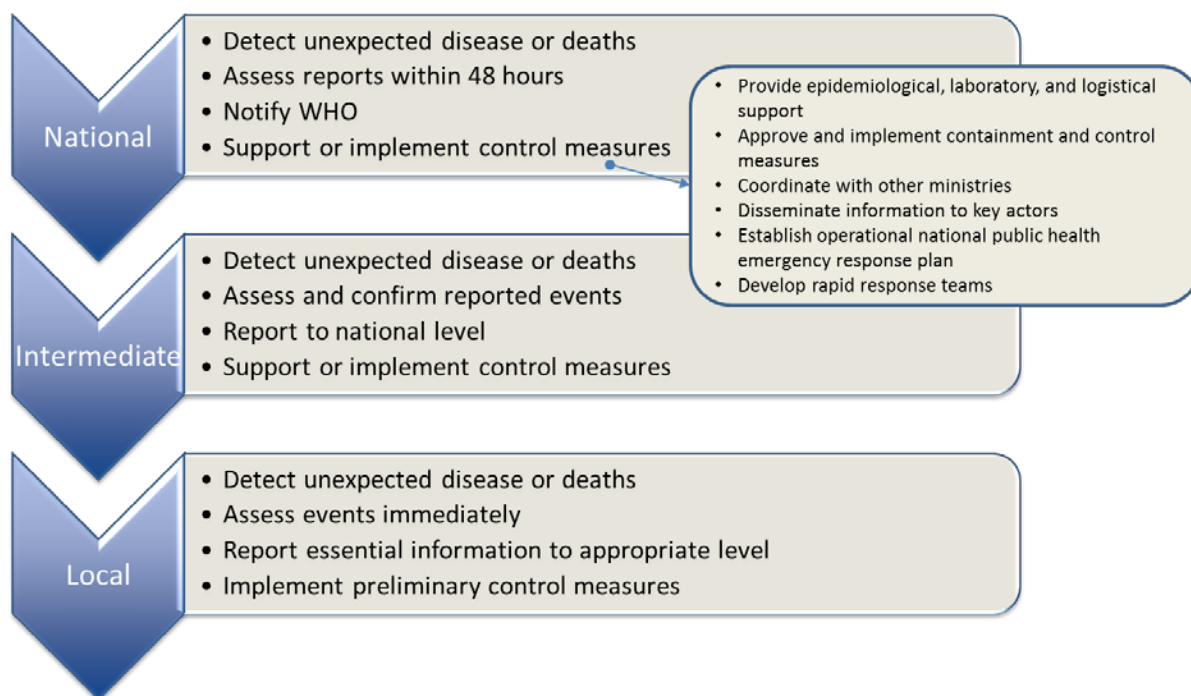 National
• Detect unexpected disease or deaths
• Assess reports within 48 hours
• Notify WHO
• Support or implement control measures
• Provide epidemiological, laboratory, and logistical
support
• Approve and implement containment and control
measures
• Coordinate with other ministries
• Disseminate information to key actors
• Establish operational national public health
emergency response plan
• Develop rapid response teams
Intermediate
• Detect unexpected disease or deaths
• Assess and confirm reported events
• Report to national level
• Support or implement control measures
Local
• Detect unexpected disease or deaths
• Assess events immediately
• Report essential information to appropriate level
• Implement preliminary control measures